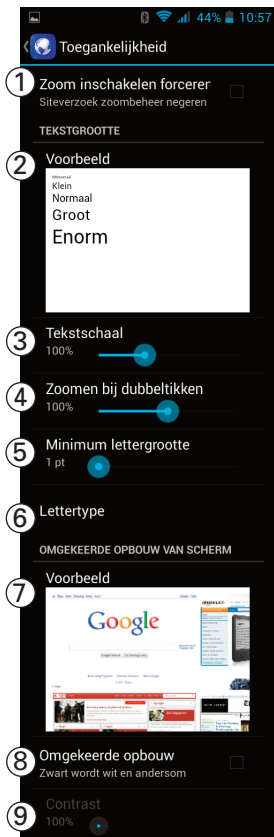 44% 10:57
Toegankelijkheid
1
Zoom inschakelen forceren
Siteverzoek zoombeheer negeren
TEKSTGROOTTE
2
Voorbeeld
Minuscuul
Klein
Normaal
Groot
Enorm
3
Tekstschaal
100%
4
Zoomen bij dubbeltikken
100%
5
Minimum lettergrootte
1 pt
6
Lettertype
OMGEKEERDE OPBOUW VAN SCHERM
7
Voorbeeld
Google
8
Omgekeerde opbouw
Zwart wordt wit en andersom
9
Contrast
100%